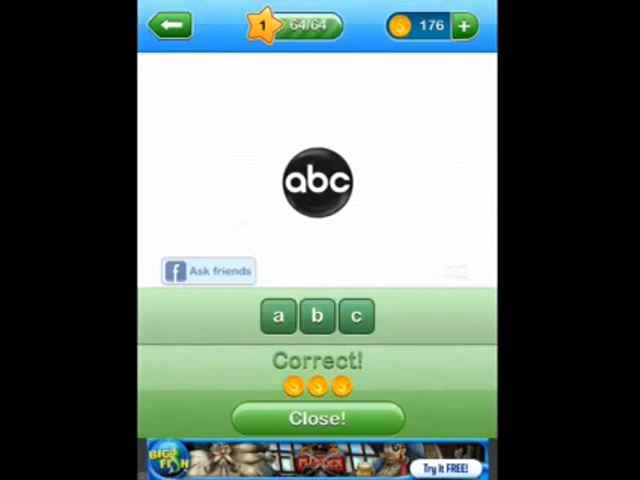 1 64/64 176 +
abc
f Ask friends
a b c
Correct!
Close!
BIG FISH Try It FREE!